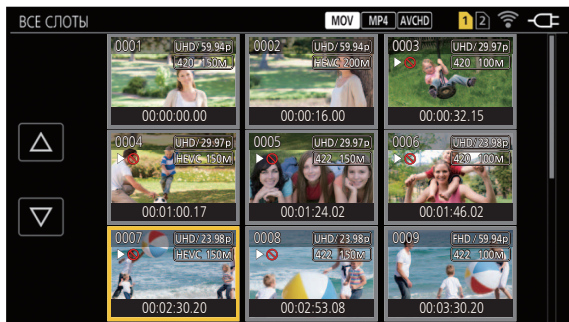 ВСЕ СЛОТЫ MOV MP4 AVCHD 1 2
0001 UHD/59.94p 0002 UHD/59.94p 0003 UHD/29.97p
420 150M HEVC 200M 420 100M
00:00:00.00 00:00:16.00 00:00:32.15
0004 UHD/29.97p 0005 UHD/29.97p 0006 UHD/23.98p
HEVC 150M 422 150M 420 100M
00:01:00.17 00:01:24.02 00:01:46.02
0007 UHD/23.98p 0008 UHD/23.98p 0009 FHD/59.94p
HEVC 150M 422 150M 422 100M
00:02:30.20 00:02:53.08 00:03:30.20